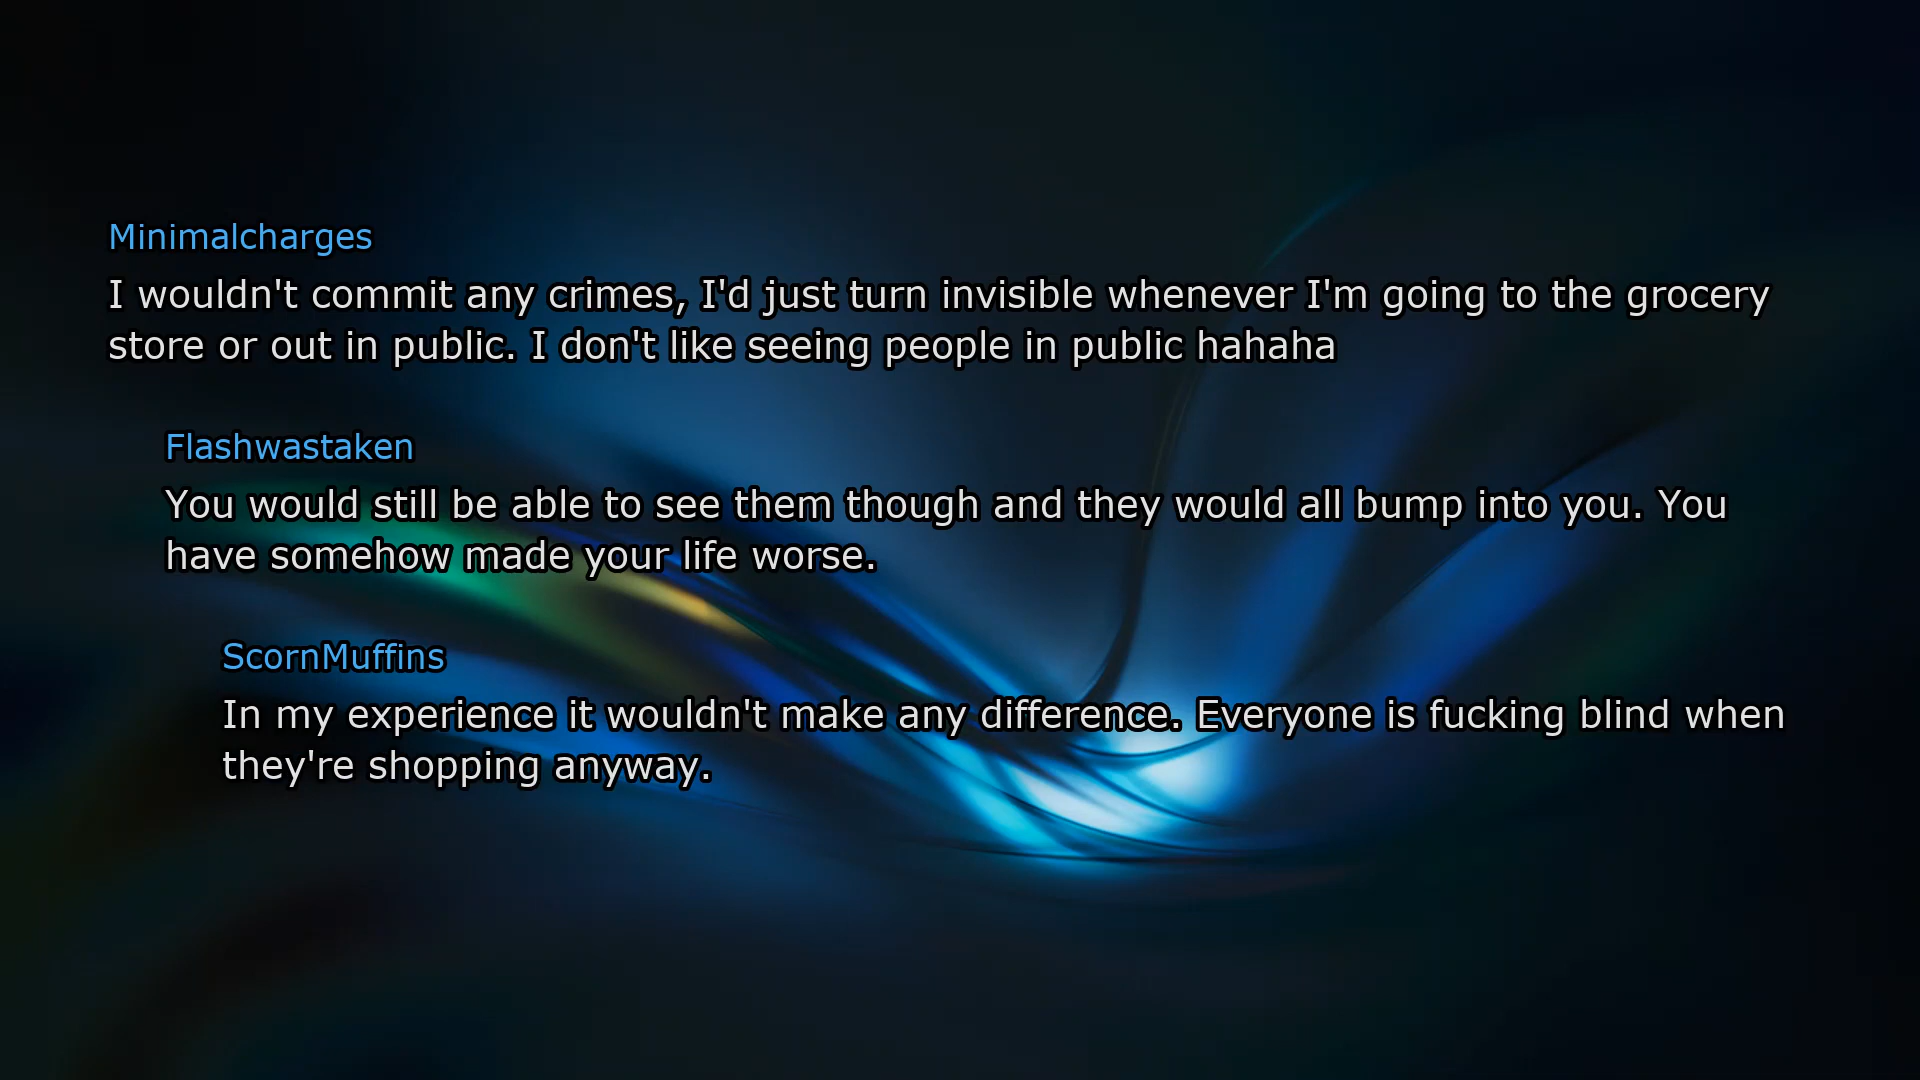 Minimalcharges
I wouldn't commit any crimes, I'd just turn invisible whenever I'm going to the grocery
store or out in public. I don't like seeing people in public hahaha
Flashwastaken
You would still be able to see them though and they would all bump into you. You
have somehow made your life worse.
ScornMuffins
In my experience it wouldn't make any difference. Everyone is fucking blind when
they're shopping anyway.